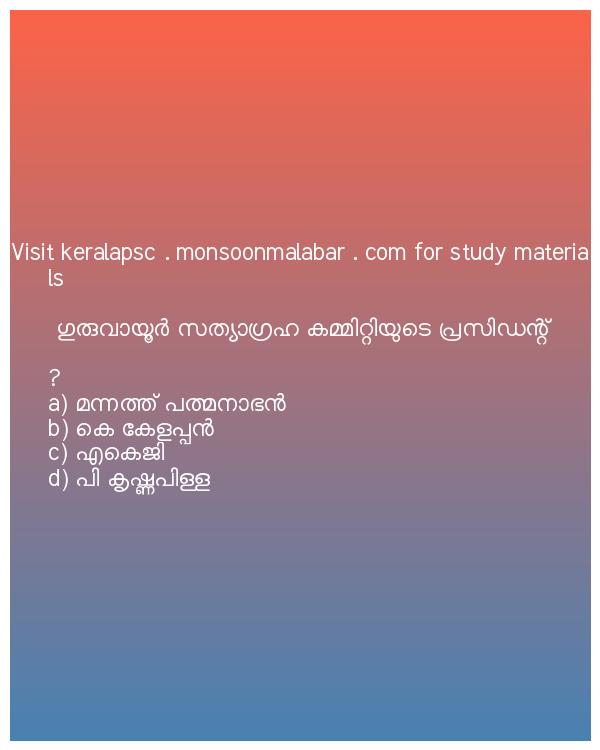 Visit keralapsc . monsoonmalabar . com for study materia
ls
ഗുരുവായൂർ സത്യാഗ്രഹ കമ്മിറ്റിയുടെ പ്രസിഡന്റ്
?
a) മന്നത്ത് പത്മനാഭൻ
b) കെ കേളപ്പൻ
c) എകെജി
d) പി കൃഷ്ണപിള്ള